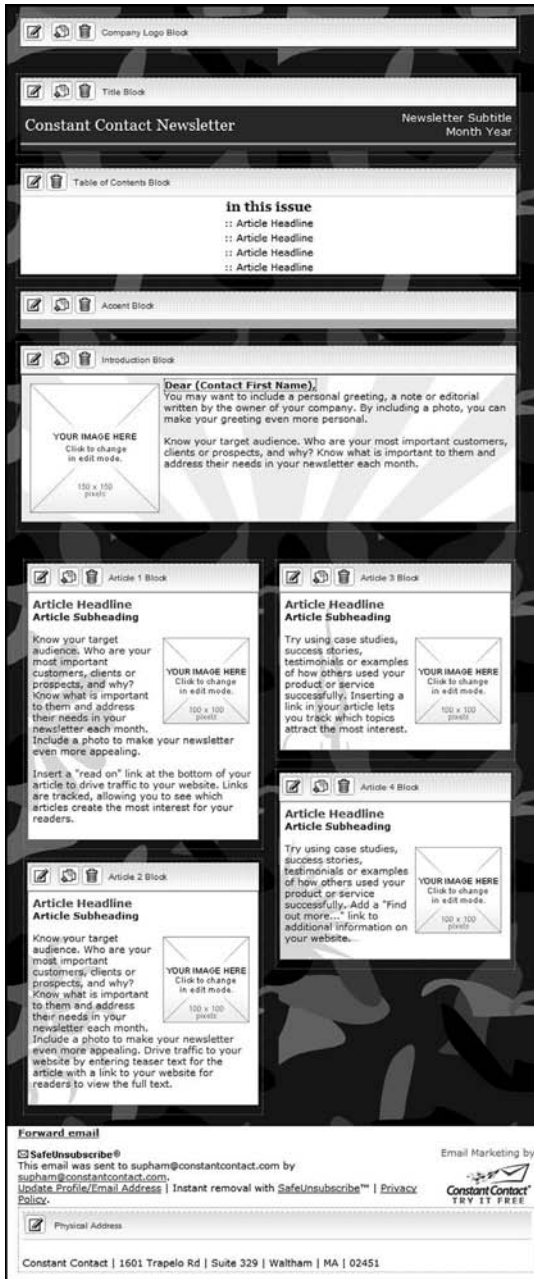 Company Logo Block
Title Block
Constant Contact Newsletter
Newsletter Subtitle
Month Year
Table of Contents Block
in this issue
:: Article Headline
:: Article Headline
:: Article Headline
:: Article Headline
Accent Block
Introduction Block
YOUR IMAGE HERE
Click to change
in edit mode.
150 x 150
pixels
Dear (Contact First Name),
You may want to include a personal greeting, a note or editorial
written by the owner of your company. By including a photo, you can
make your greeting even more personal.
Know your target audience. Who are your most important customers,
clients or prospects, and why? Know what is important to them and
address their needs in your newsletter each month.
Article 1 Block
Article Headline
Article Subheading
Know your target
audience. Who are your
most important
customers, clients or
prospects, and why?
Know what is important
to them and address
their needs in your
newsletter each month.
Include a photo to make your newsletter
even more appealing.
YOUR IMAGE HERE
Click to change
in edit mode.
100 x 100
pixels
Insert a "read on" link at the bottom of your
article to drive traffic to your website. Links
are tracked, allowing you to see which
articles create the most interest for your
readers.
Article 2 Block
Article Headline
Article Subheading
Know your target
audience. Who are your
most important
customers, clients or
prospects, and why?
Know what is important
to them and address
their needs in your
newsletter each month.
Include a photo to make your newsletter
even more appealing. Drive traffic to your
website by entering teaser text for the
article with a link to your website for
readers to view the full text.
YOUR IMAGE HERE
Click to change
in edit mode.
100 x 100
pixels
Article 3 Block
Article Headline
Article Subheading
Try using case studies,
success stories,
testimonials or examples
of how others used your
product or service
successfully. Inserting a
link in your article lets
you track which topics
attract the most interest.
YOUR IMAGE HERE
Click to change
in edit mode.
100 x 100
pixels
Article 4 Block
Article Headline
Article Subheading
Try using case studies,
success stories,
testimonials or examples
of how others used your
product or service
successfully. Add a "Find
out more..." link to
additional information on
your website.
YOUR IMAGE HERE
Click to change
in edit mode.
100 x 100
pixels
Forward email
SafeUnsubscribe®
This email was sent to supham@constantcontact.com by
supham@constantcontact.com.
Update Profile/Email Address | Instant removal with SafeUnsubscribe™ | Privacy
Policy.
Email Marketing by
Constant Contact®
TRY IT FREE
Physical Address
Constant Contact | 1601 Trapelo Rd | Suite 329 | Waltham | MA | 02451